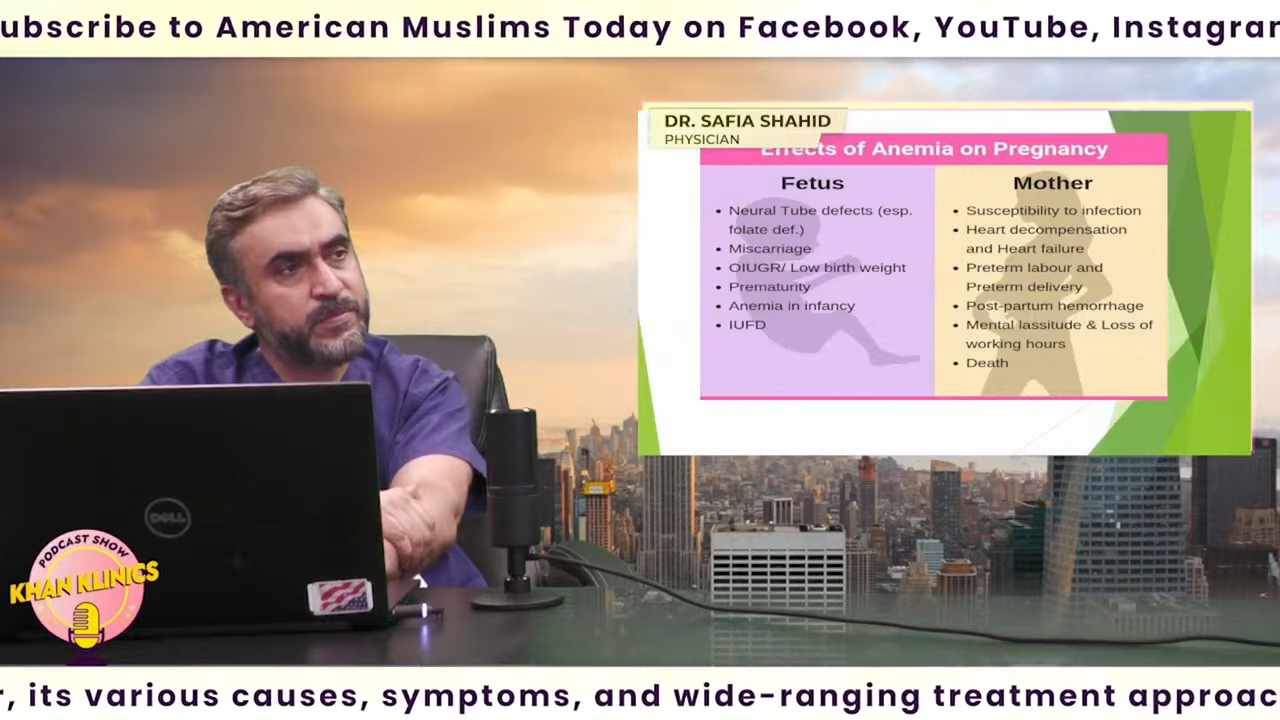 ubscribe to American Muslims Today on Facebook, YouTube, Instagram
DR. SAFIA SHAHID
PHYSICIAN
Effects of Anemia on Pregnancy
Fetus
• Neural Tube defects (esp.
folate def.)
• Miscarriage
• OIUGR/ Low birth weight
• Prematurity
• Anemia in infancy
• IUFD
Mother
• Susceptibility to infection
• Heart decompensation
and Heart failure
• Preterm labour and
Preterm delivery
• Post-partum hemorrhage
• Mental lassitude & Loss of
working hours
• Death
DELL
PODCAST SHOW
KHAN KLINICS
r, its various causes, symptoms, and wide-ranging treatment approac